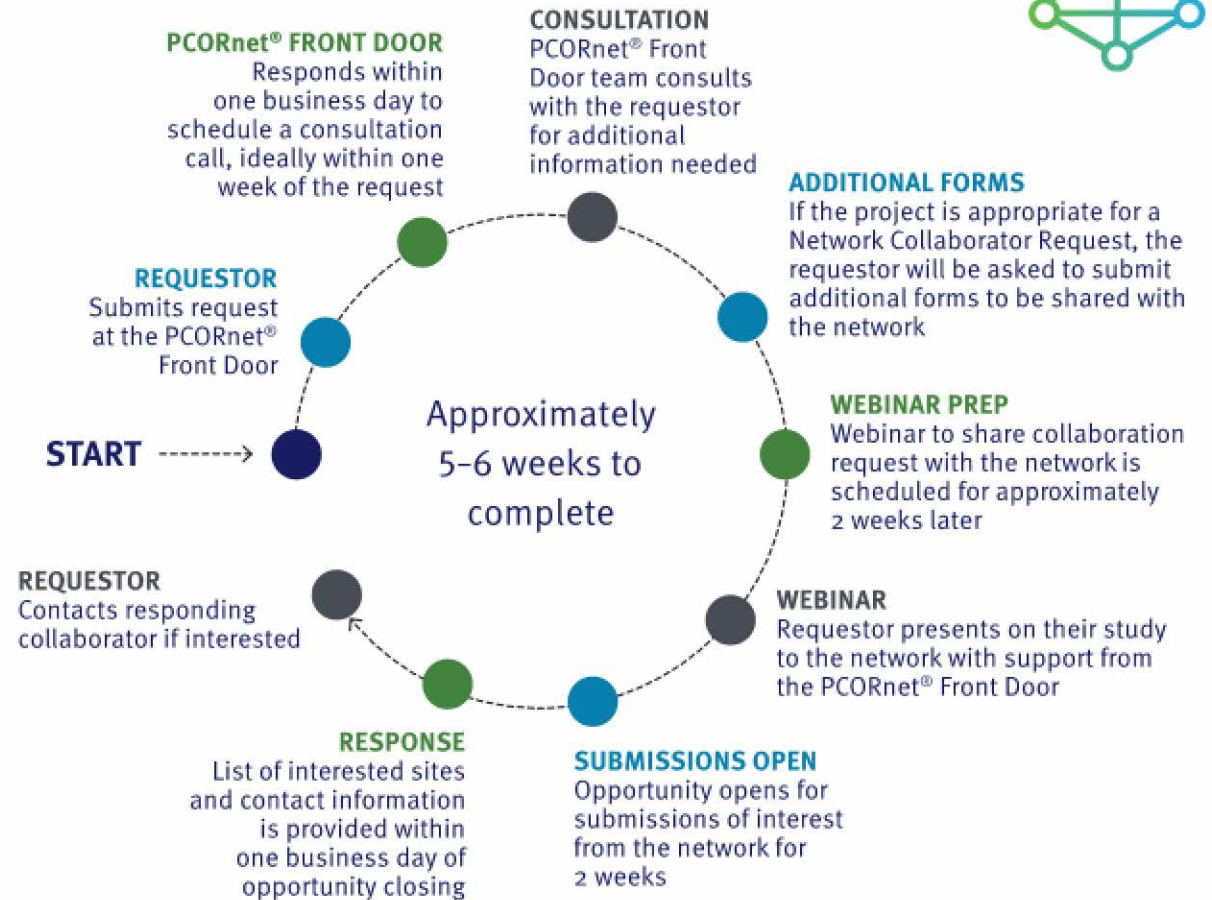 CONSULTATION
PCORnet® Front
Door team consults
with the requestor
for additional
information needed
PCORnet® FRONT DOOR
Responds within
one business day to
schedule a consultation
call, ideally within one
week of the request
ADDITIONAL FORMS
If the project is appropriate for a
Network Collaborator Request, the
requestor will be asked to submit
additional forms to be shared with
the network
REQUESTOR
Submits request
at the PCORnet®
Front Door
START
Approximately
5–6 weeks to
complete
WEBINAR PREP
Webinar to share collaboration
request with the network is
scheduled for approximately
2 weeks later
WEBINAR
Requestor presents on their study
to the network with support from
the PCORnet® Front Door
SUBMISSIONS OPEN
Opportunity opens for
submissions of interest
from the network for
2 weeks
RESPONSE
List of interested sites
and contact information
is provided within
one business day of
opportunity closing
REQUESTOR
Contacts responding
collaborator if interested